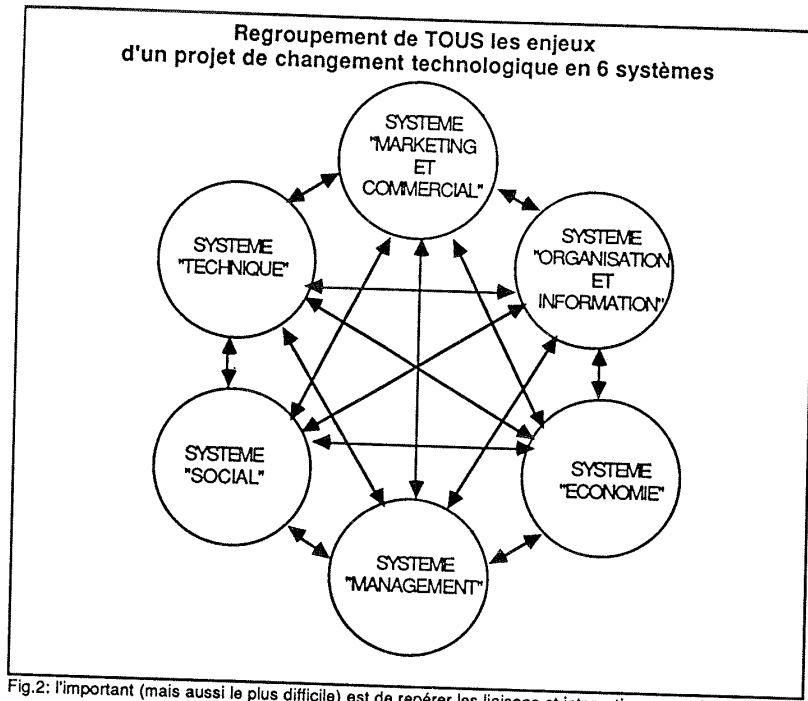 Regroupement de TOUS les enjeux
d'un projet de changement technologique en 6 systèmes
SYSTEME
"MARKETING
ET
COMMERCIAL"
SYSTEME
"TECHNIQUE"
SYSTEME
"ORGANISATION
ET
INFORMATION"
SYSTEME
"SOCIAL"
SYSTEME
"ECONOMIE"
SYSTEME
"MANAGEMENT"
Fig.2: l'important (mais aussi le plus difficile) est de repérer les liaisons et